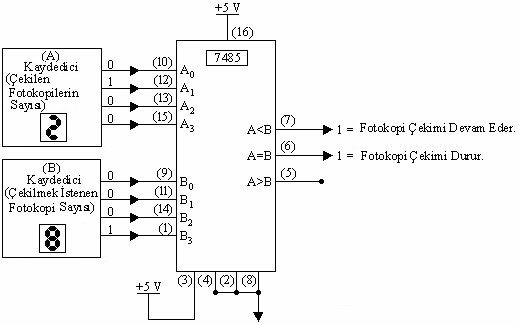 +5 V
(16)
7485
(A)
Kaydedici
(Çekilen
Fotokopilerin
Sayısı)
2
0 (10) A0
1 (12) A1
0 (13) A2
0 (15) A3
(B)
Kaydedici
(Çekilmek İstenen
Fotokopi Sayısı)
8
0 (9) B0
0 (11) B1
0 (14) B2
1 (1) B3
A<B (7) 1 = Fotokopi Çekimi Devam Eder.
A=B (6) 1 = Fotokopi Çekimi Durur.
A>B (5)
(3) (4) (2) (8)
+5 V